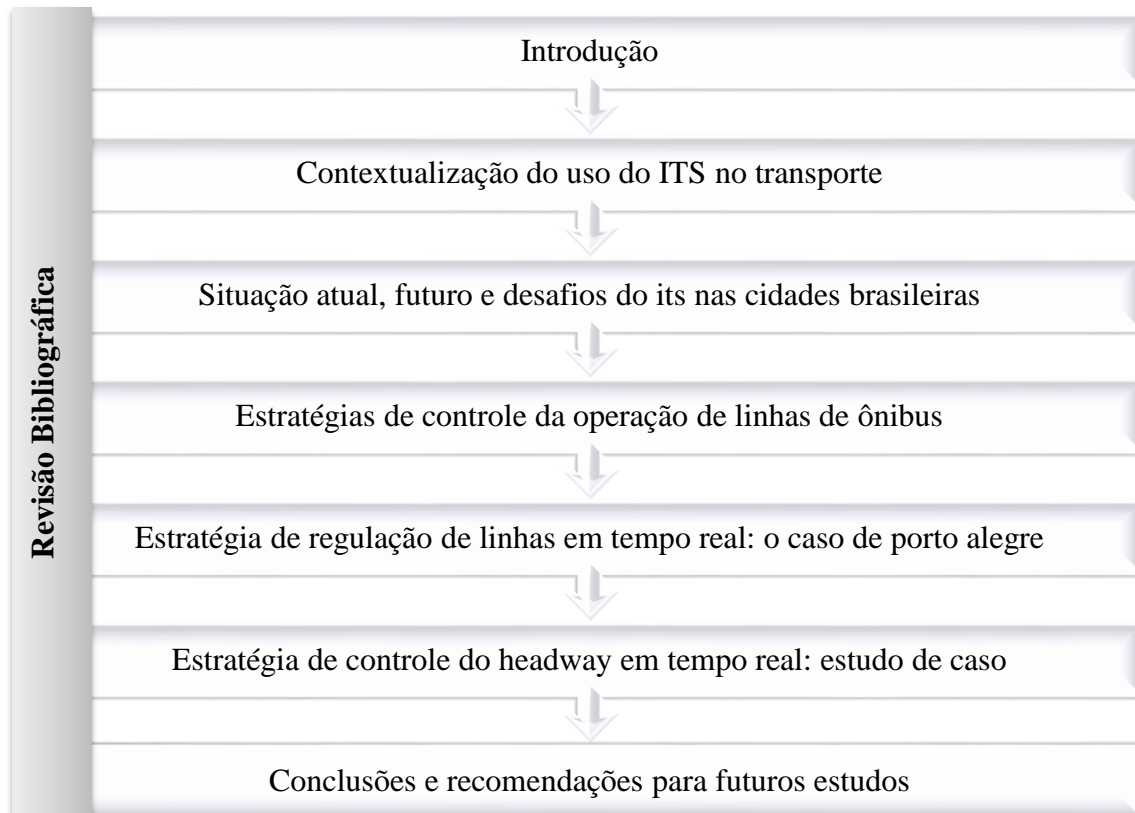 Revisão Bibliográfica
Introdução
Contextualização do uso do ITS no transporte
Situação atual, futuro e desafios do its nas cidades brasileiras
Estratégias de controle da operação de linhas de ônibus
Estratégia de regulação de linhas em tempo real: o caso de porto alegre
Estratégia de controle do headway em tempo real: estudo de caso
Conclusões e recomendações para futuros estudos